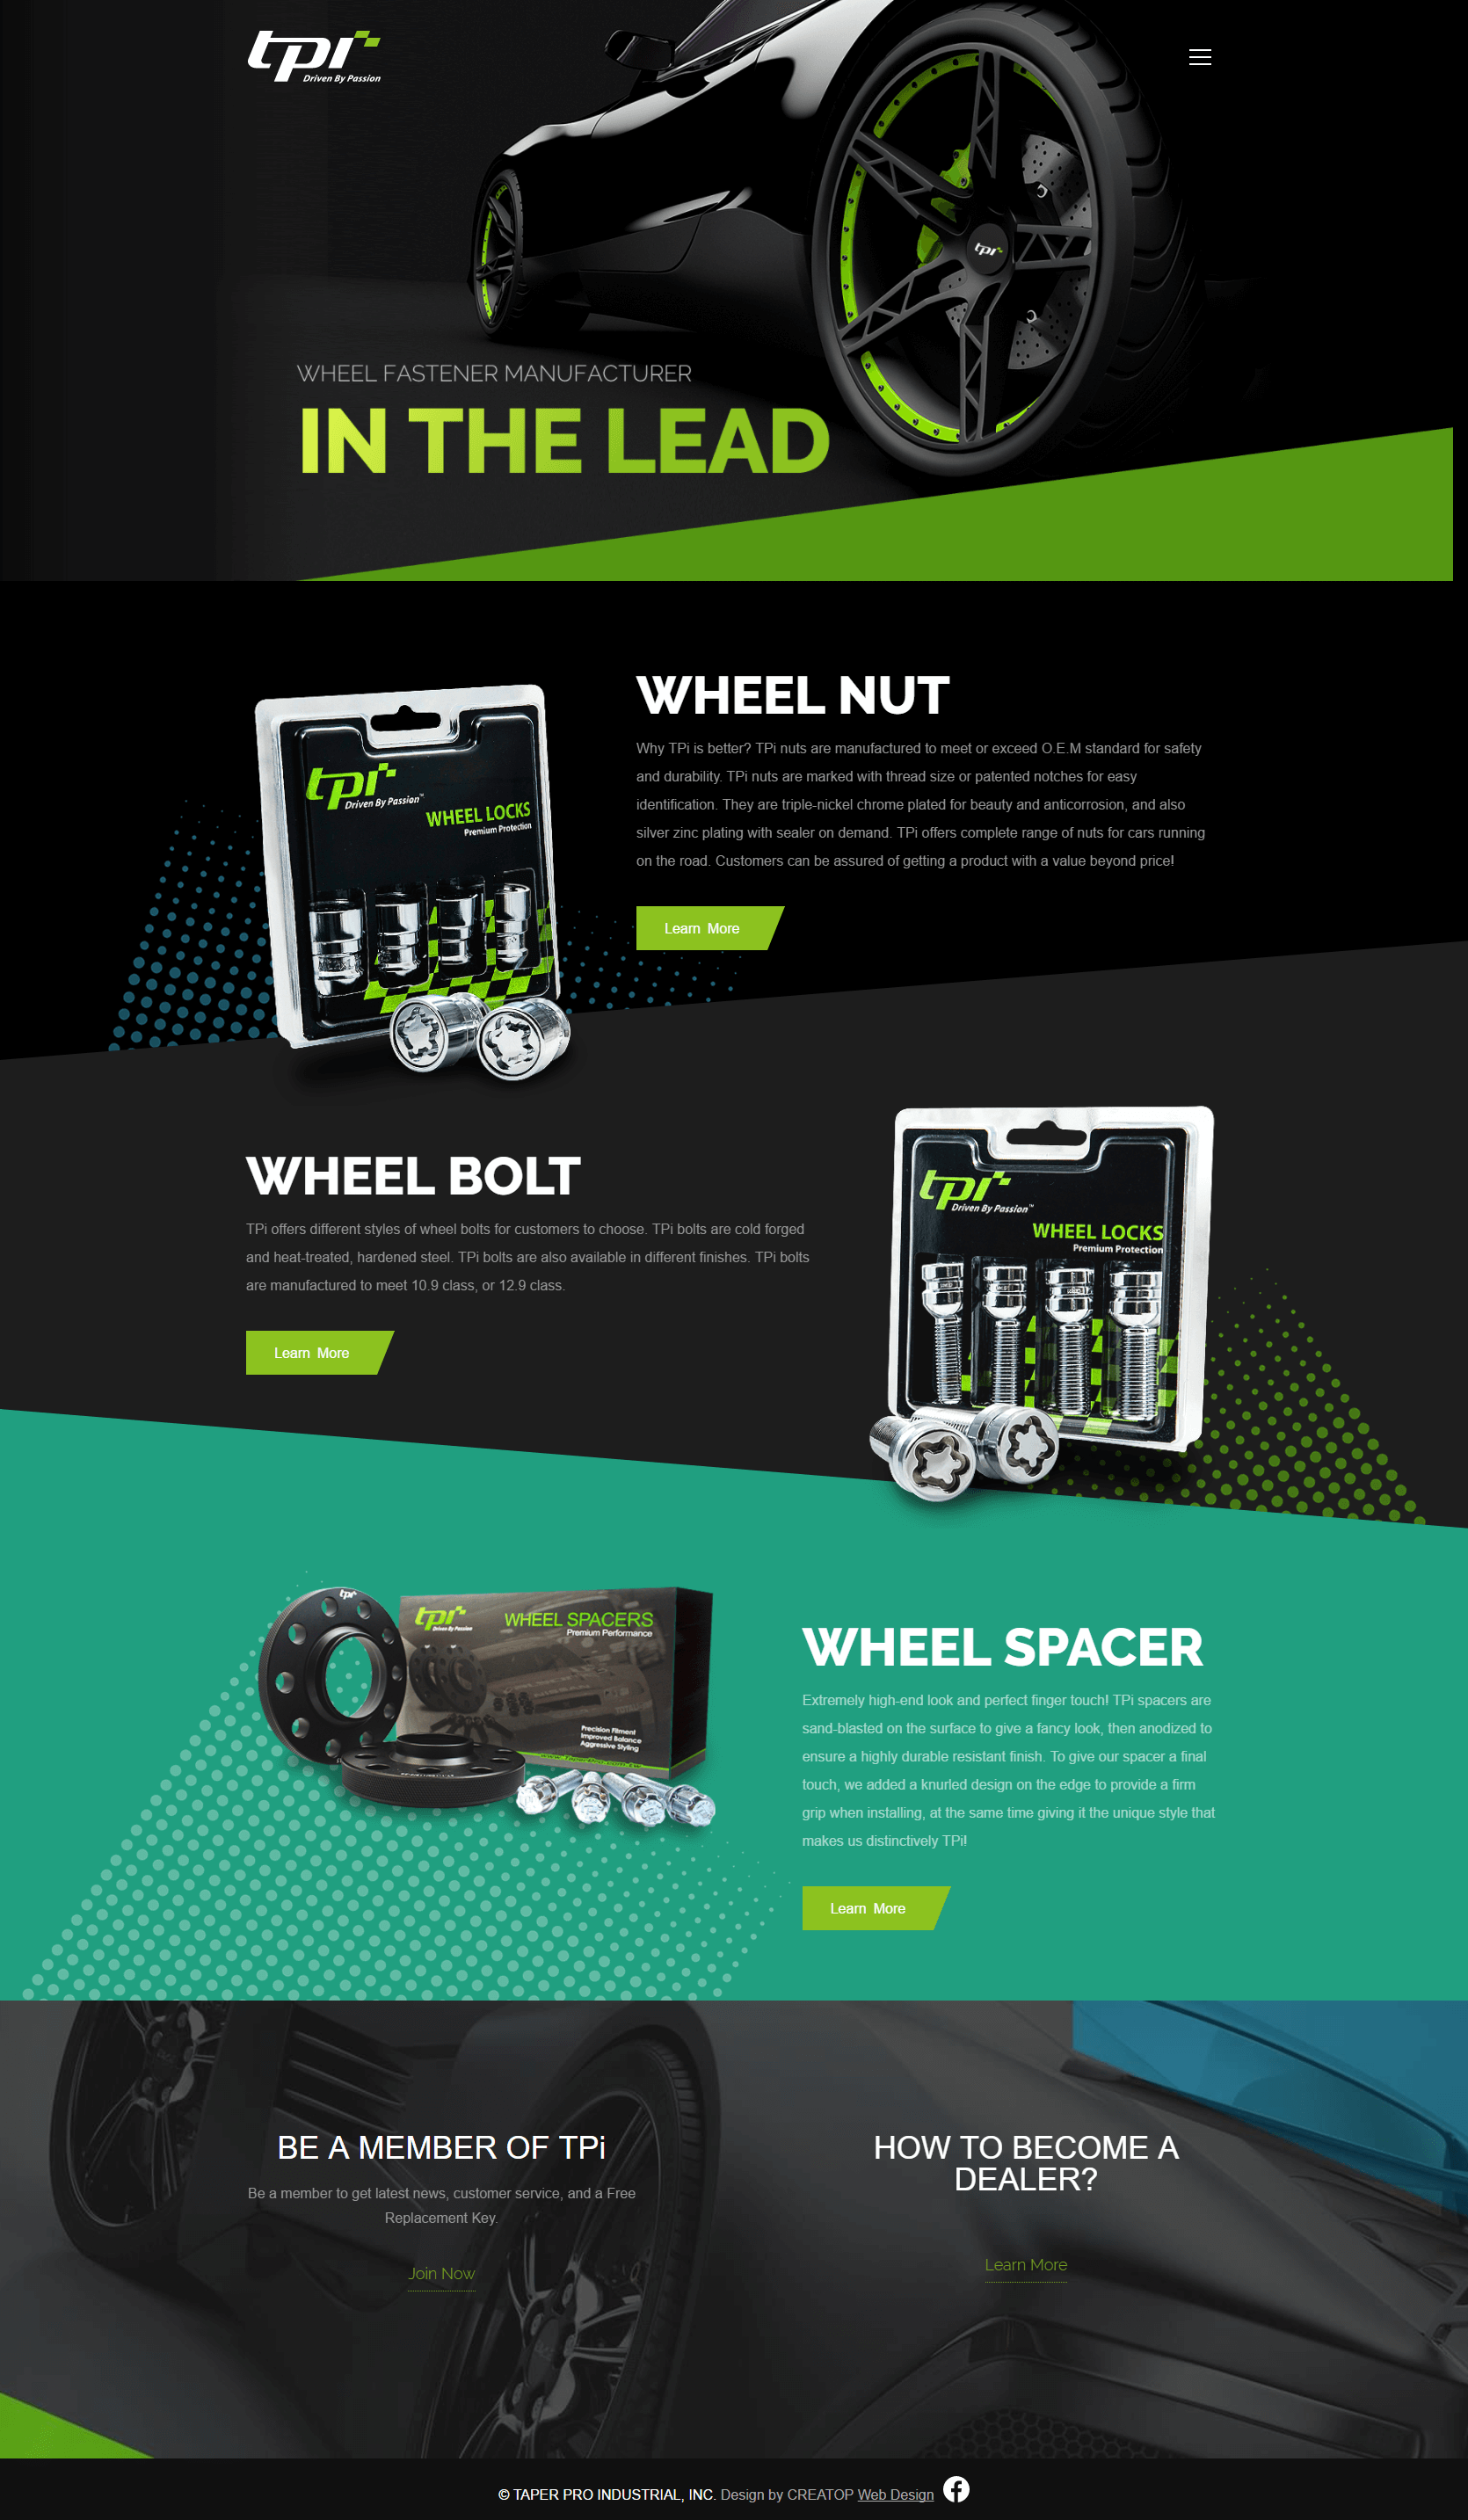 tpi
Driven By Passion
tpi
WHEEL FASTENER MANUFACTURER
IN THE LEAD
WHEEL NUT
Why TPi is better? TPi nuts are manufactured to meet or exceed O.E.M standard for safety
and durability. TPi nuts are marked with thread size or patented notches for easy
identification. They are triple-nickel chrome plated for beauty and anticorrosion, and also
silver zinc plating with sealer on demand. TPi offers complete range of nuts for cars running
on the road. Customers can be assured of getting a product with a value beyond price!
Learn More
tpi
Driven By Passion™
WHEEL LOCKS
Premium Protection
WHEEL BOLT
TPi offers different styles of wheel bolts for customers to choose. TPi bolts are cold forged
and heat-treated, hardened steel. TPi bolts are also available in different finishes. TPi bolts
are manufactured to meet 10.9 class, or 12.9 class.
Learn More
tpi
Driven By Passion™
WHEEL LOCKS
Premium Protection
tpi
tpi
Driven By Passion
WHEEL SPACERS
Premium Performance
Precision Fitment
Improved Balance
Aggressive Styling
WHEEL SPACER
Extremely high-end look and perfect finger touch! TPi spacers are
sand-blasted on the surface to give a fancy look, then anodized to
ensure a highly durable resistant finish. To give our spacer a final
touch, we added a knurled design on the edge to provide a firm
grip when installing, at the same time giving it the unique style that
makes us distinctively TPi!
Learn More
BE A MEMBER OF TPi
Be a member to get latest news, customer service, and a Free
Replacement Key.
Join Now
HOW TO BECOME A
DEALER?
Learn More
© TAPER PRO INDUSTRIAL, INC. Design by CREATOP Web Design